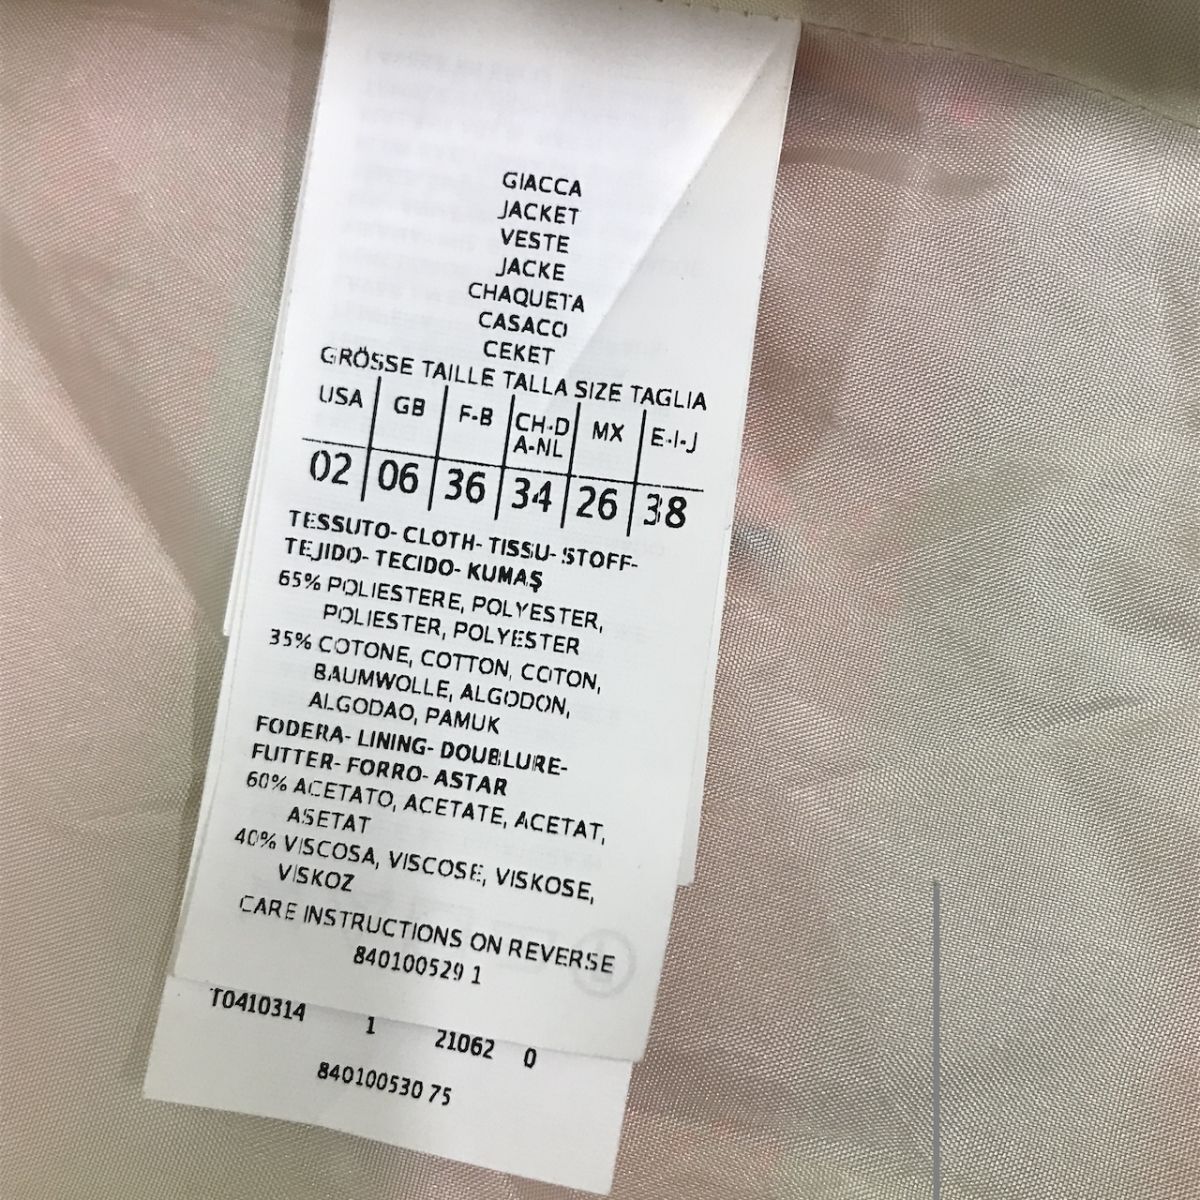 GIACCA
JACKET
VESTE
JACKE
CHAQUETA
CASACO
CEKET
GRÖSSE TAILLE TALLA SIZE TAGLIA
USA GB F-B CH-D A-NL MX E-I-J
02 06 36 34 26 38
TESSUTO- CLOTH- TISSU- STOFF-
TEJIDO- TECIDO- KUMAŞ
65% POLIESTERE, POLYESTER,
POLIESTER, POLYESTER
35% COTONE, COTTON, COTON,
BAUMWOLLE, ALGODON,
ALGODAO, PAMUK
FODERA- LINING- DOUBLURE-
FUTTER- FORRO- ASTAR
60% ACETATO, ACETATE, ACETAT,
ASETAT
40% VISCOSA, VISCOSE, VISKOSE,
VISKOZ
CARE INSTRUCTIONS ON REVERSE
840100529 1
T0410314 1 21062 0
840100530 75